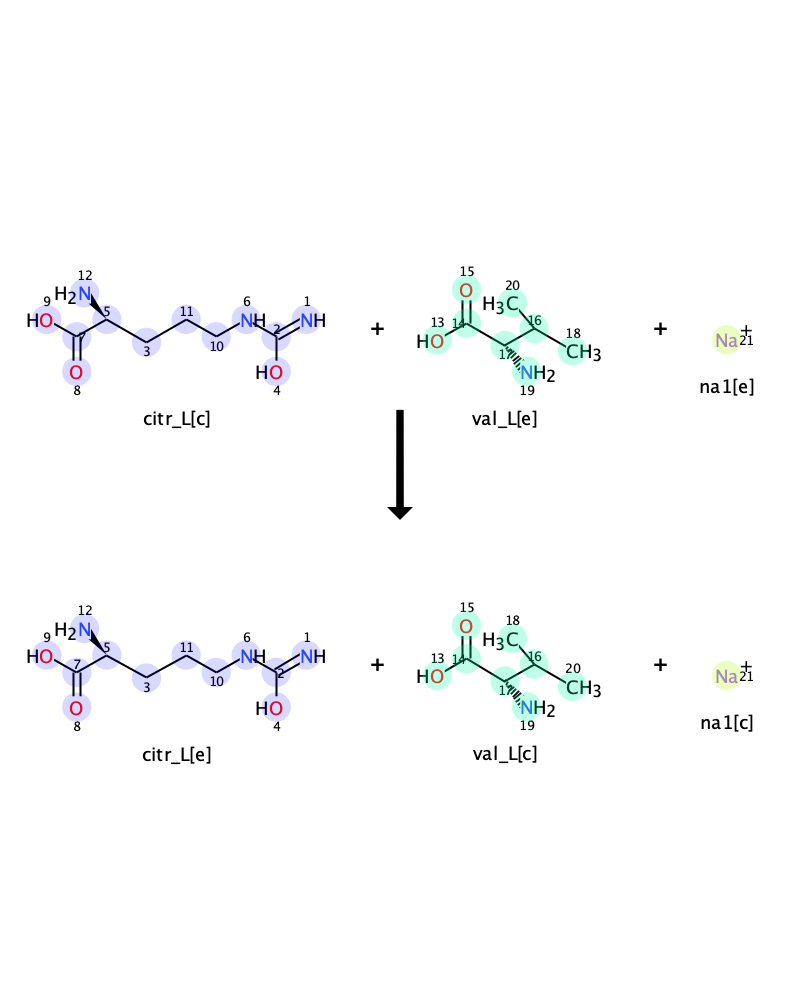 12
H2N
9 5 11 6 1
HO NH 2 NH
7 3 10
O HO
8 4
citr_L[c]
+
15 20
O H3C
13 14 16 18
HO 17 CH3
NH2
19
val_L[e]
+
Na+
21
na1[e]
12
H2N
9 5 11 6 1
HO 7 NH 2 NH
3 10
O HO
8 4
citr_L[e]
+
15 18
O H3C
13 14 16 20
HO 17 CH3
NH2
19
val_L[c]
+
Na+
21
na1[c]